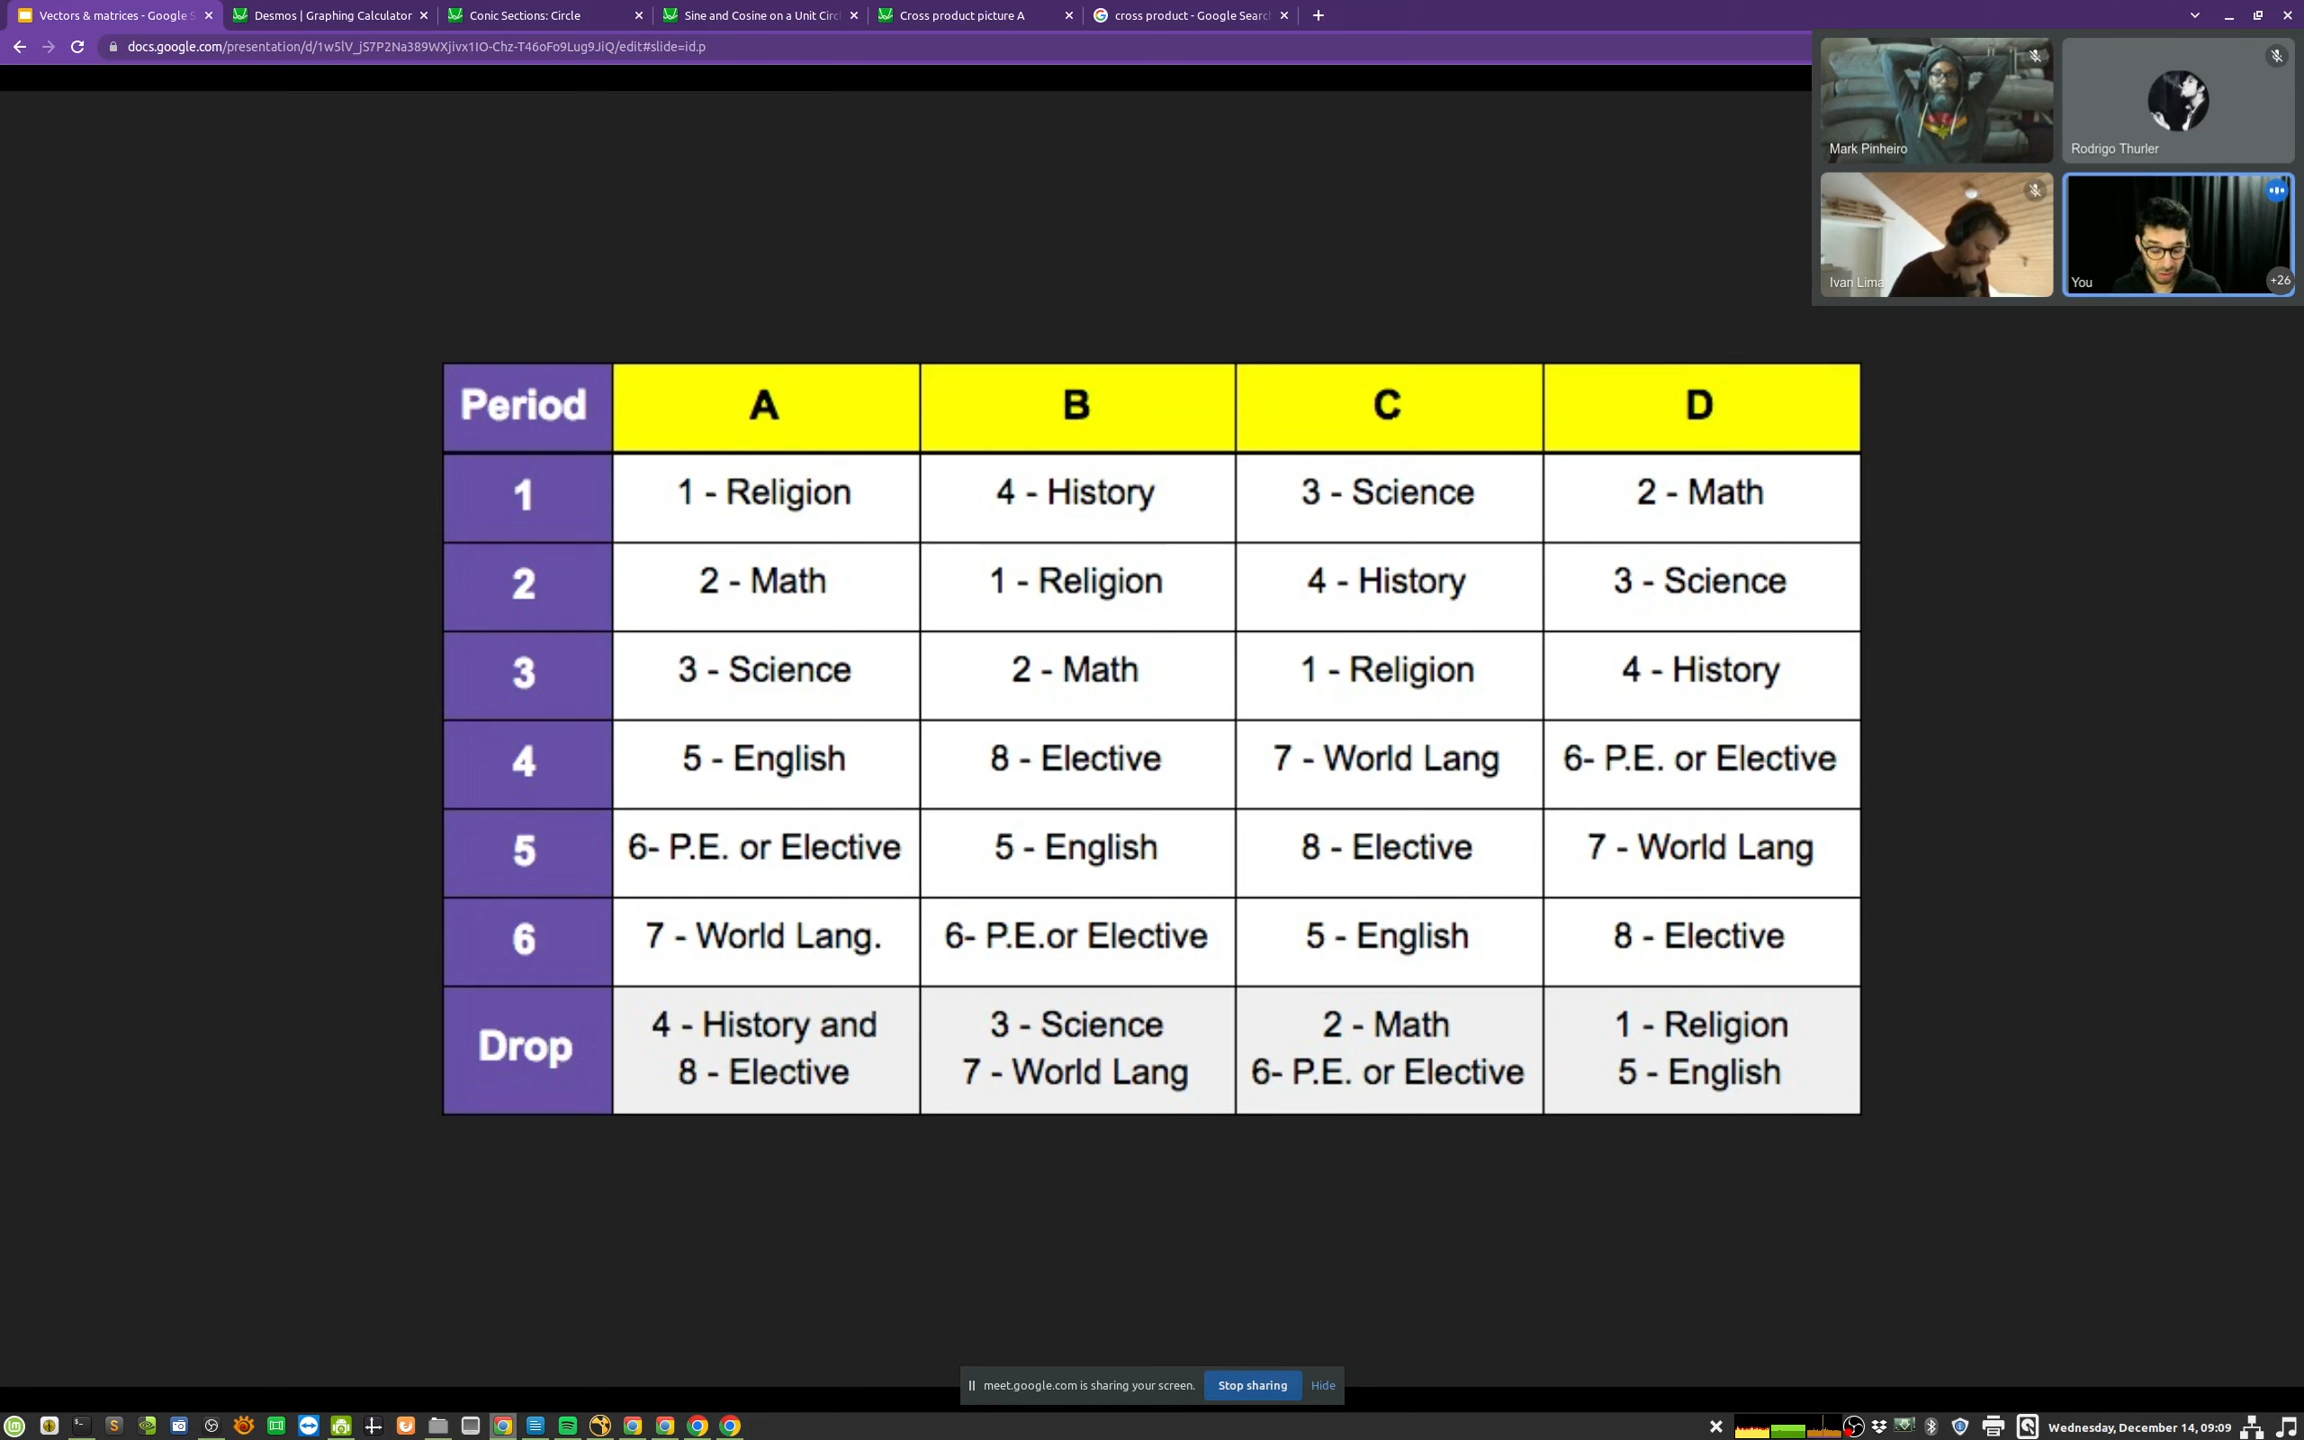 Vectors & matrices - Google S
Desmos | Graphing Calculator
Conic Sections: Circle
Sine and Cosine on a Unit Circ
Cross product picture A
cross product - Google Searc
docs.google.com/presentation/d/1w5lV_jS7P2Na389WXjivx1IO-Chz-T46oFo9Lug9JiQ/edit#slide=id.p
Mark Pinheiro
Rodrigo Thurler
Ivan Lima
You
+26
Period A B C D
1 1 - Religion 4 - History 3 - Science 2 - Math
2 2 - Math 1 - Religion 4 - History 3 - Science
3 3 - Science 2 - Math 1 - Religion 4 - History
4 5 - English 8 - Elective 7 - World Lang 6- P.E. or Elective
5 6- P.E. or Elective 5 - English 8 - Elective 7 - World Lang
6 7 - World Lang. 6- P.E.or Elective 5 - English 8 - Elective
Drop 4 - History and 3 - Science 2 - Math 1 - Religion
8 - Elective 7 - World Lang 6- P.E. or Elective 5 - English
meet.google.com is sharing your screen. Stop sharing Hide
Wednesday, December 14, 09:09